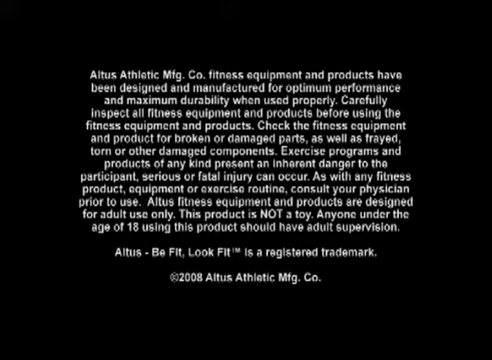 Altus Athletic Mfg. Co. fitness equipment and products have
been designed and manufactured for optimum performance
and maximum durability when used properly. Carefully
inspect all fitness equipment and products before using the
fitness equipment and products. Check the fitness equipment
and product for broken or damaged parts, as well as frayed,
torn or other damaged components. Exercise programs and
products of any kind present an inherent danger to the
participant, serious or fatal injury can occur. As with any fitness
product, equipment or exercise routine, consult your physician
prior to use. Altus fitness equipment and products are designed
for adult use only. This product is NOT a toy. Anyone under the
age of 18 using this product should have adult supervision.
Altus - Be Fit, Look Fit™ is a registered trademark.
©2008 Altus Athletic Mfg. Co.